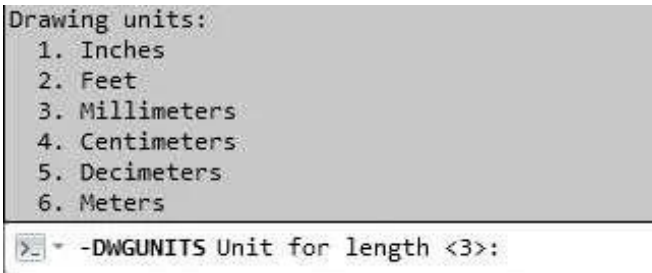 Drawing units:
1. Inches
2. Feet
3. Millimeters
4. Centimeters
5. Decimeters
6. Meters
-DWGUNITS Unit for length <3>: